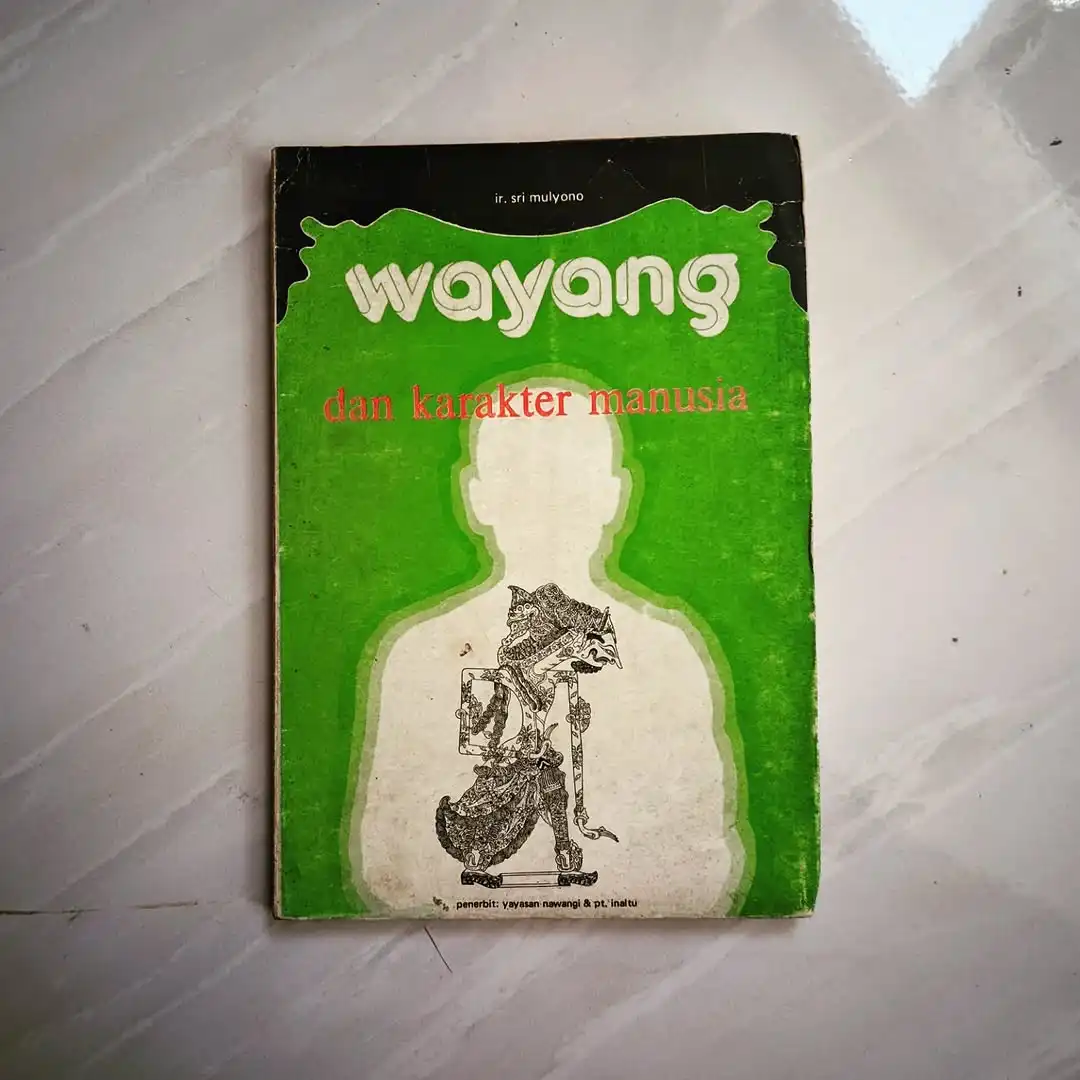 ir. sri mulyono
wayang
dan karakter manusia
penerbit: yayasan nawangi & pt. inaltu